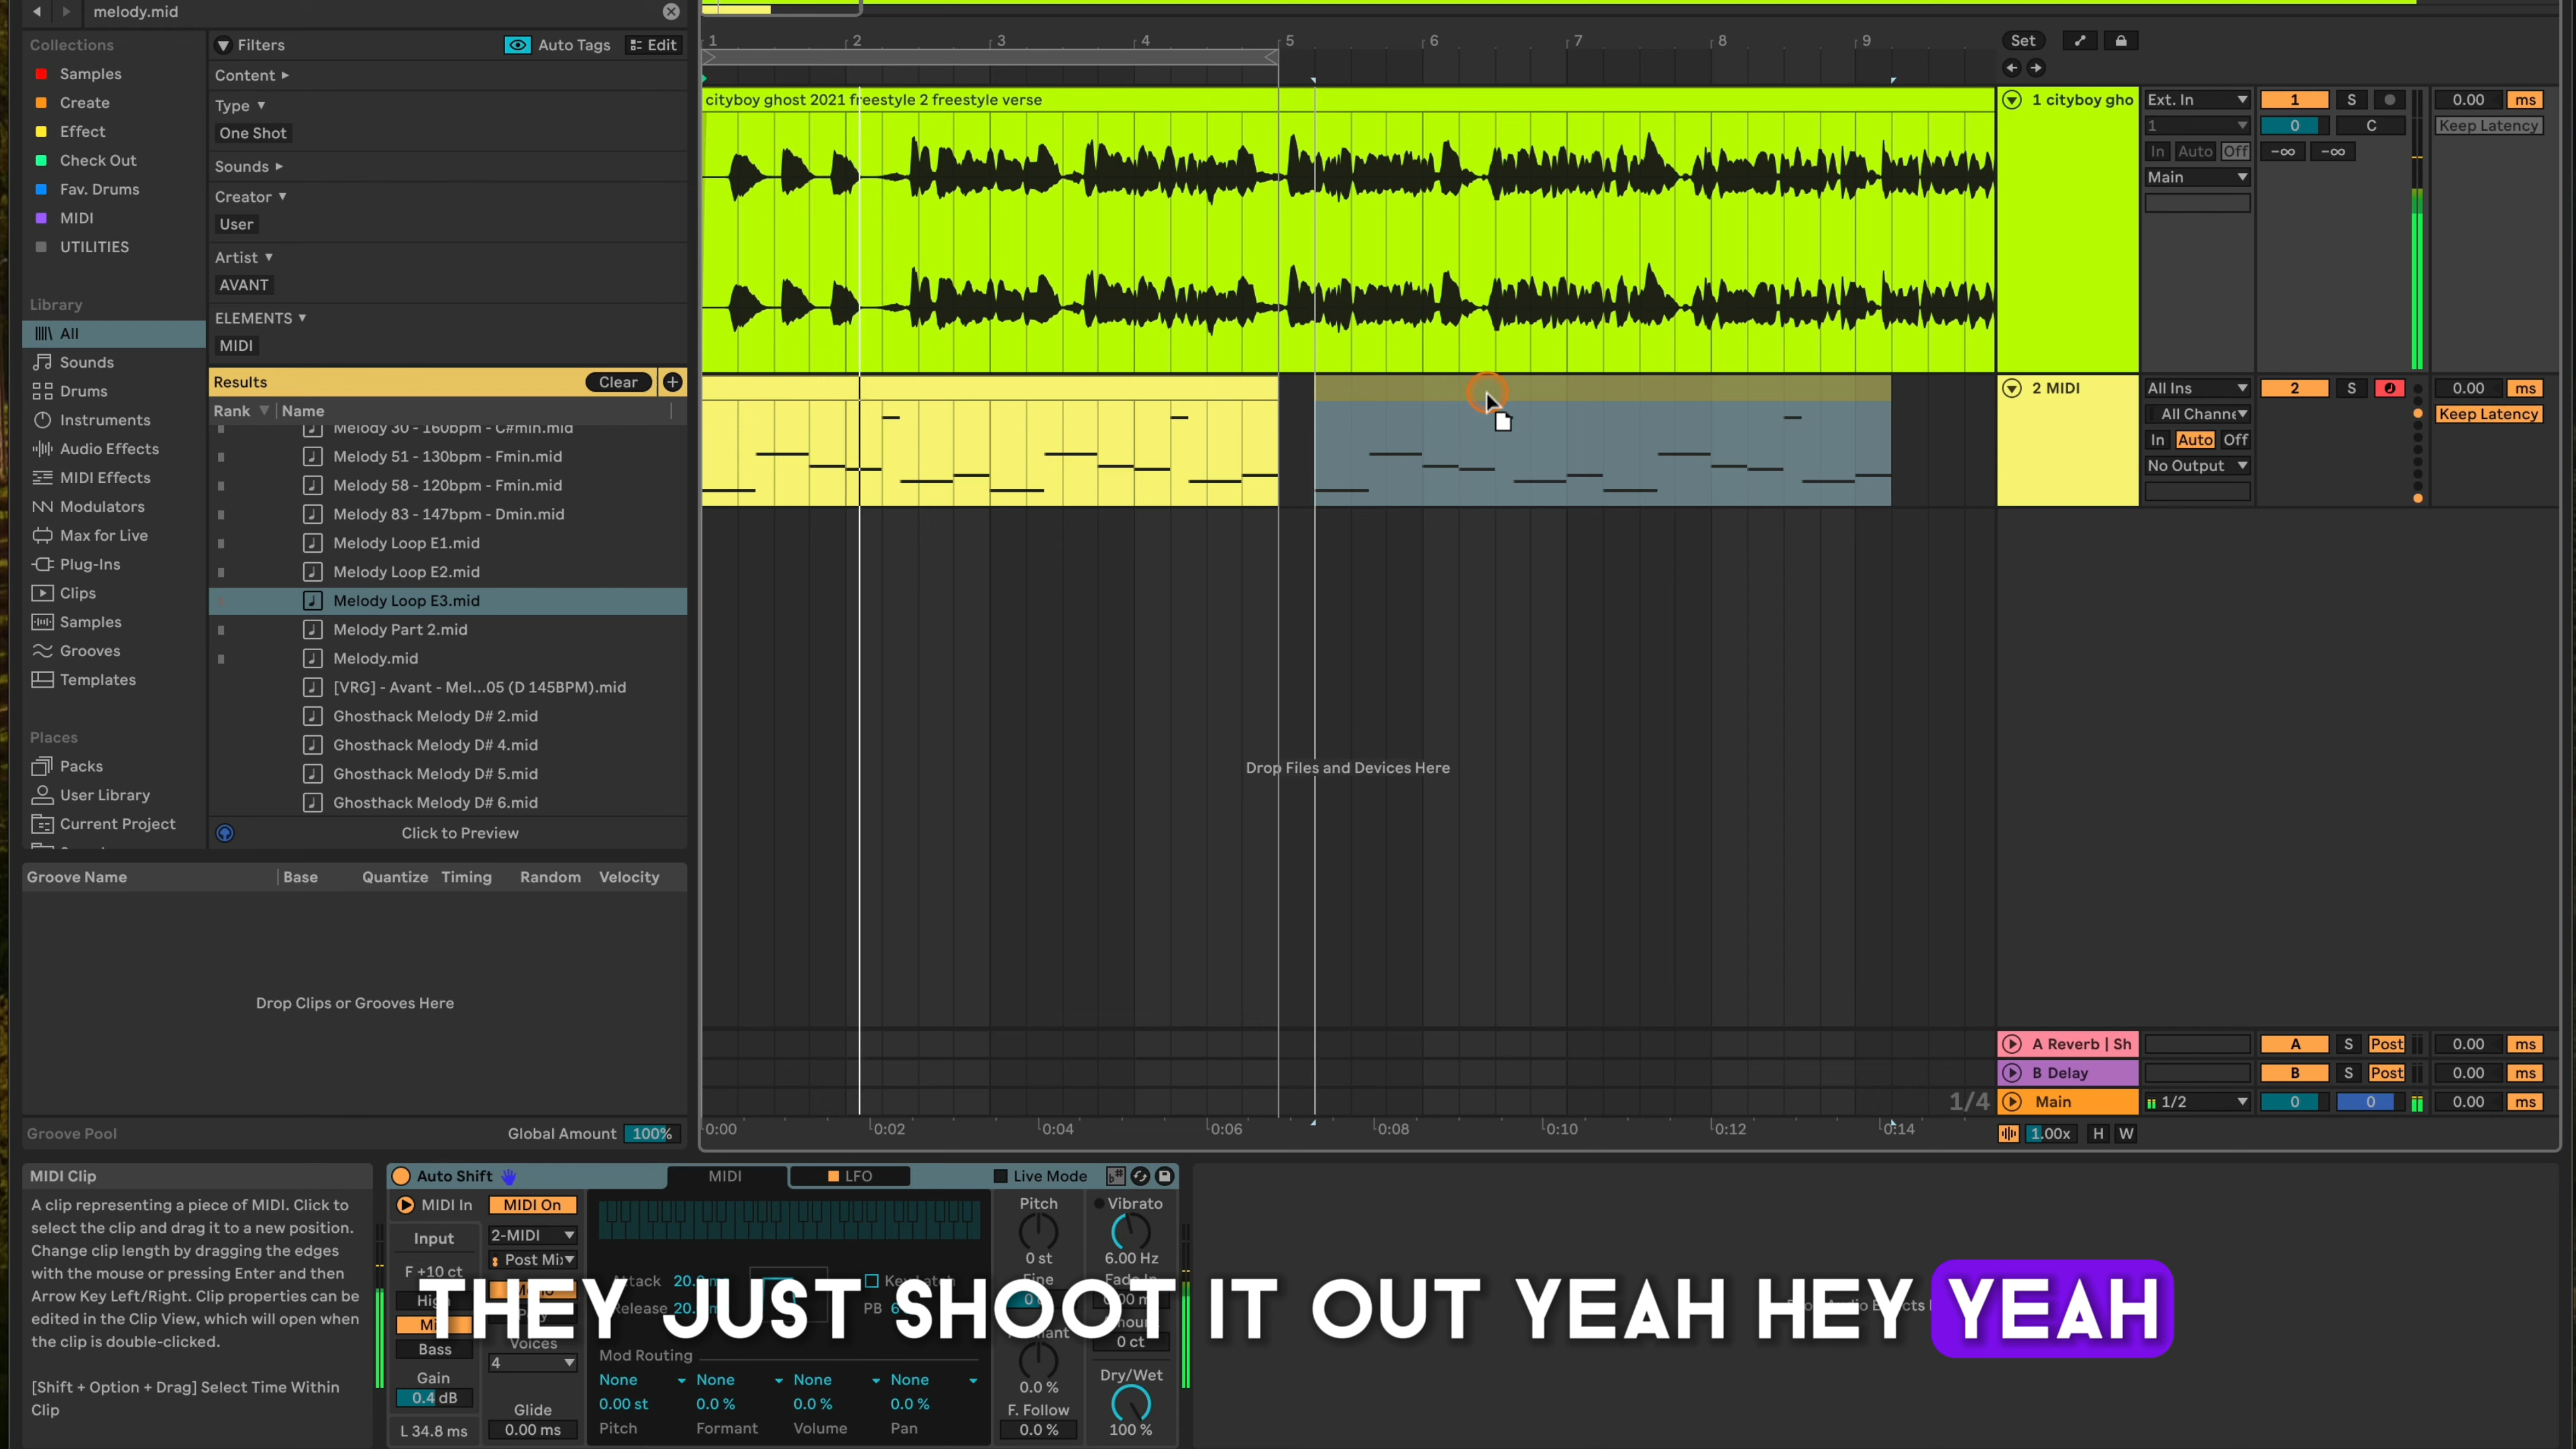 melody.mid
Collections
Samples
Create
Effect
Check Out
Fav. Drums
MIDI
UTILITIES
Library
All
Sounds
Drums
Instruments
Audio Effects
MIDI Effects
Modulators
Max for Live
Plug-Ins
Clips
Samples
Grooves
Templates
Places
Packs
User Library
Current Project
Filters
Auto Tags
Edit
Content
Type
One Shot
Sounds
Creator
User
Artist
AVANT
ELEMENTS
MIDI
Results
Clear
Rank Name
Melody 30 - 160bpm - C#min.mid
Melody 51 - 130bpm - Fmin.mid
Melody 58 - 120bpm - Fmin.mid
Melody 83 - 147bpm - Dmin.mid
Melody Loop E1.mid
Melody Loop E2.mid
Melody Loop E3.mid
Melody Part 2.mid
Melody.mid
[VRG] - Avant - Mel...05 (D 145BPM).mid
Ghosthack Melody D# 2.mid
Ghosthack Melody D# 4.mid
Ghosthack Melody D# 5.mid
Ghosthack Melody D# 6.mid
Click to Preview
Groove Name Base Quantize Timing Random Velocity
Drop Clips or Grooves Here
Groove Pool Global Amount 100%
1 2 3 4 5 6 7 8 9
cityboy ghost 2021 freestyle 2 freestyle verse
Drop Files and Devices Here
1/4
0:00 0:02 0:04 0:06 0:08 0:10 0:12 0:14
Set
1 cityboy gho Ext. In 1 S 0.00 ms
1 0 C Keep Latency
In Auto Off -∞ -∞
Main
2 MIDI All Ins 2 S 0.00 ms
All Channe Keep Latency
In Auto Off
No Output
A Reverb | Sh A S Post 0.00 ms
B Delay B S Post 0.00 ms
Main 1/2 0 0 0.00 ms
1.00x H W
MIDI Clip
A clip representing a piece of MIDI. Click to
select the clip and drag it to a new position.
Change clip length by dragging the edges
with the mouse or pressing Enter and then
Arrow Key Left/Right. Clip properties can be
edited in the Clip View, which will open when
the clip is double-clicked.
[Shift + Option + Drag] Select Time Within
Clip
Auto Shift MIDI LFO Live Mode
MIDI In MIDI On
Input 2-MIDI
Post Mix
F +10 ct
Bass
Gain
0.4 dB
L 34.8 ms
Voices
4
Glide
0.00 ms
Release
PB
Mod Routing
None None None None
0.00 st 0.0 % 0.0 % 0.0 %
Pitch Formant Volume Pan
Pitch
0 st
0.0 %
F. Follow
0.0 %
Vibrato
6.00 Hz
0 ct
Dry/Wet
100 %
THEY JUST SHOOT IT OUT YEAH HEY YEAH